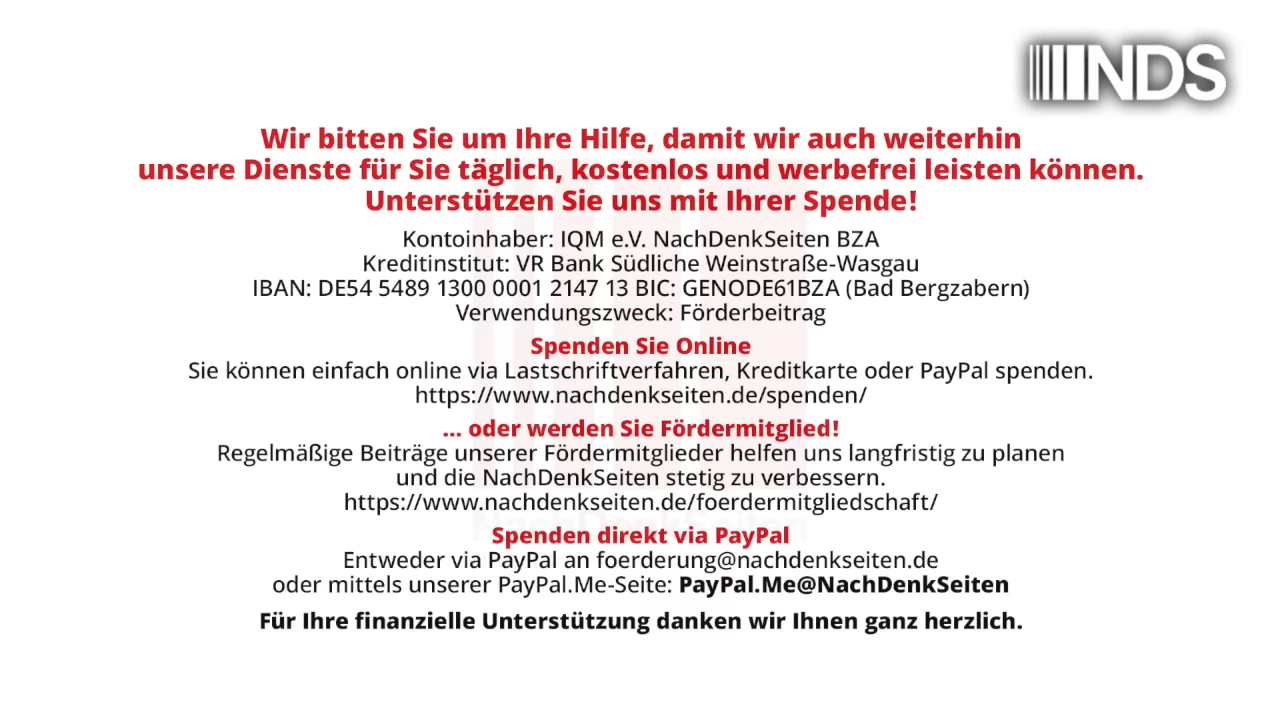 NDS
Wir bitten Sie um Ihre Hilfe, damit wir auch weiterhin
unsere Dienste für Sie täglich, kostenlos und werbefrei leisten können.
Unterstützen Sie uns mit Ihrer Spende!
Kontoinhaber: IQM e.V. NachDenkSeiten BZA
Kreditinstitut: VR Bank Südliche Weinstraße-Wasgau
IBAN: DE54 5489 1300 0001 2147 13 BIC: GENODE61BZA (Bad Bergzabern)
Verwendungszweck: Förderbeitrag
Spenden Sie Online
Sie können einfach online via Lastschriftverfahren, Kreditkarte oder PayPal spenden.
https://www.nachdenkseiten.de/spenden/
... oder werden Sie Fördermitglied!
Regelmäßige Beiträge unserer Fördermitglieder helfen uns langfristig zu planen
und die NachDenkSeiten stetig zu verbessern.
https://www.nachdenkseiten.de/foerdermitgliedschaft/
Spenden direkt via PayPal
Entweder via PayPal an foerderung@nachdenkseiten.de
oder mittels unserer PayPal.Me-Seite: PayPal.Me@NachDenkSeiten
Für Ihre finanzielle Unterstützung danken wir Ihnen ganz herzlich.